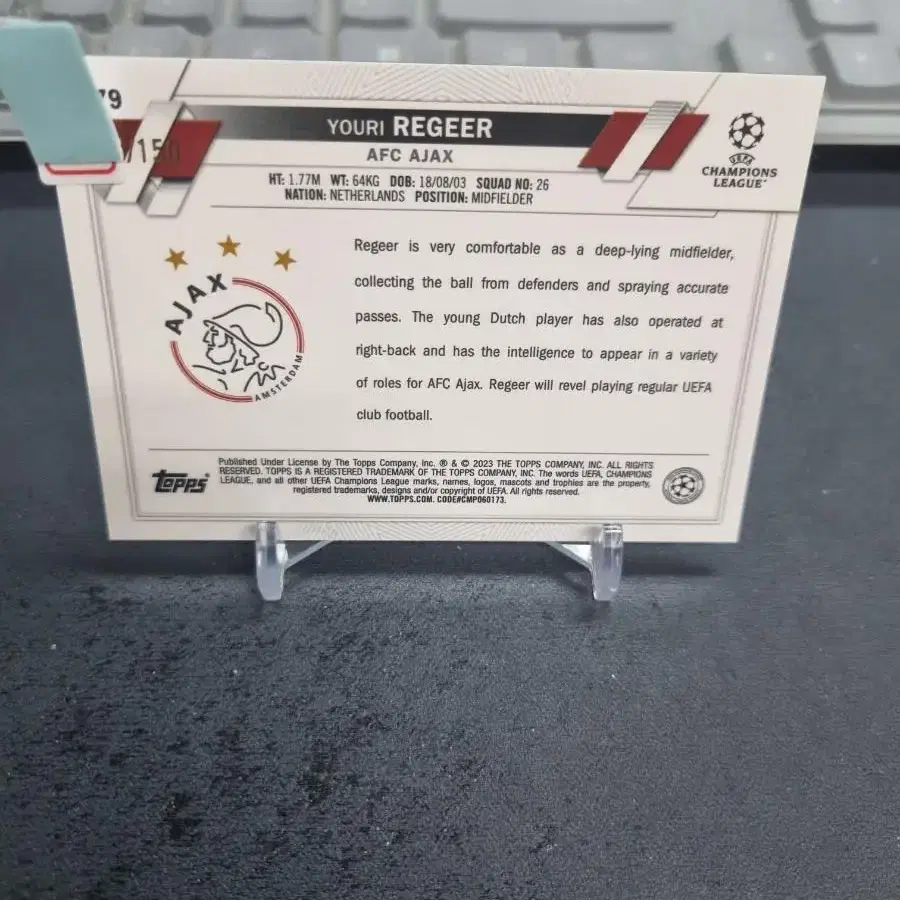 79
/150
YOURI REGEER
AFC AJAX
HT: 1.77M WT: 64KG DOB: 18/08/03 SQUAD NO: 26
NATION: NETHERLANDS POSITION: MIDFIELDER
UEFA
CHAMPIONS
LEAGUE
AJAX
AMSTERDAM
Regeer is very comfortable as a deep-lying midfielder,
collecting the ball from defenders and spraying accurate
passes. The young Dutch player has also operated at
right-back and has the intelligence to appear in a variety
of roles for AFC Ajax. Regeer will revel playing regular UEFA
club football.
Topps
Published Under License by The Topps Company, Inc. ® & © 2023 THE TOPPS COMPANY, INC. ALL RIGHTS
RESERVED. TOPPS IS A REGISTERED TRADEMARK OF THE TOPPS COMPANY, INC. The words UEFA, CHAMPIONS
LEAGUE, and all other UEFA Champions League marks, names, logos, mascots and trophies are the property,
registered trademarks, designs and/or copyright of UEFA. All rights reserved.
WWW.TOPPS.COM. CODE#CMP060173.